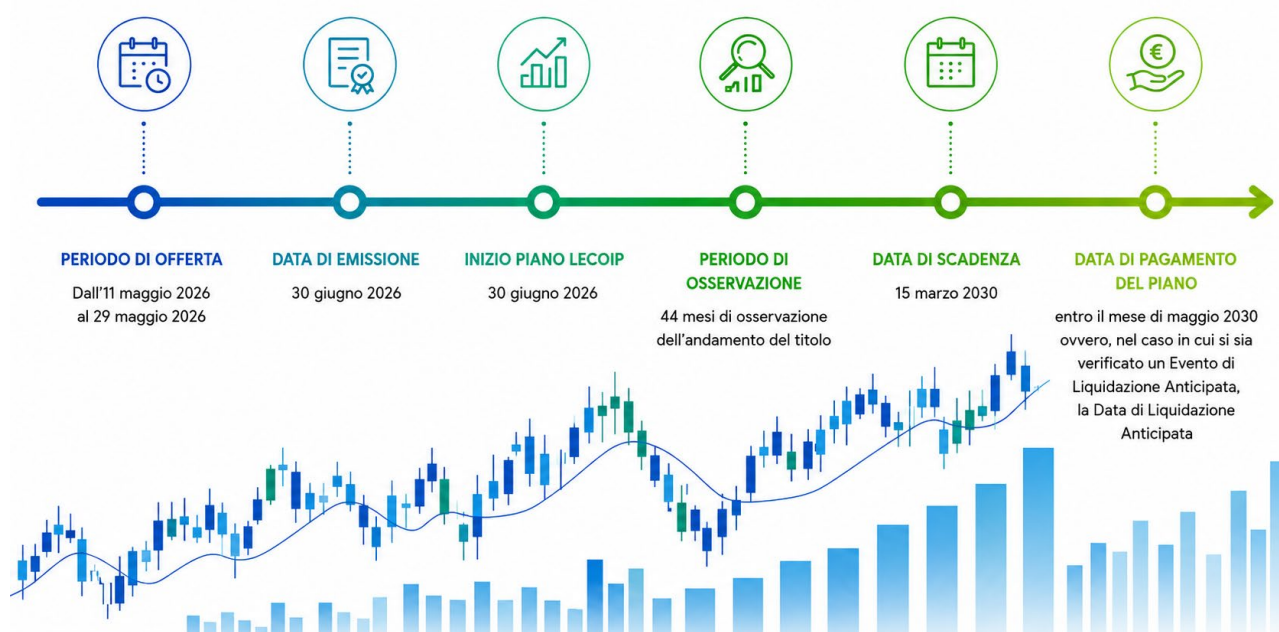 PERIODO DI OFFERTA
Dall'11 maggio 2026
al 29 maggio 2026
DATA DI EMISSIONE
30 giugno 2026
INIZIO PIANO LECOIP
30 giugno 2026
PERIODO DI
OSSERVAZIONE
44 mesi di osservazione
dell'andamento del titolo
DATA DI SCADENZA
15 marzo 2030
€
DATA DI PAGAMENTO
DEL PIANO
entro il mese di maggio 2030
ovvero, nel caso in cui si sia
verificato un Evento di
Liquidazione Anticipata,
la Data di Liquidazione
Anticipata